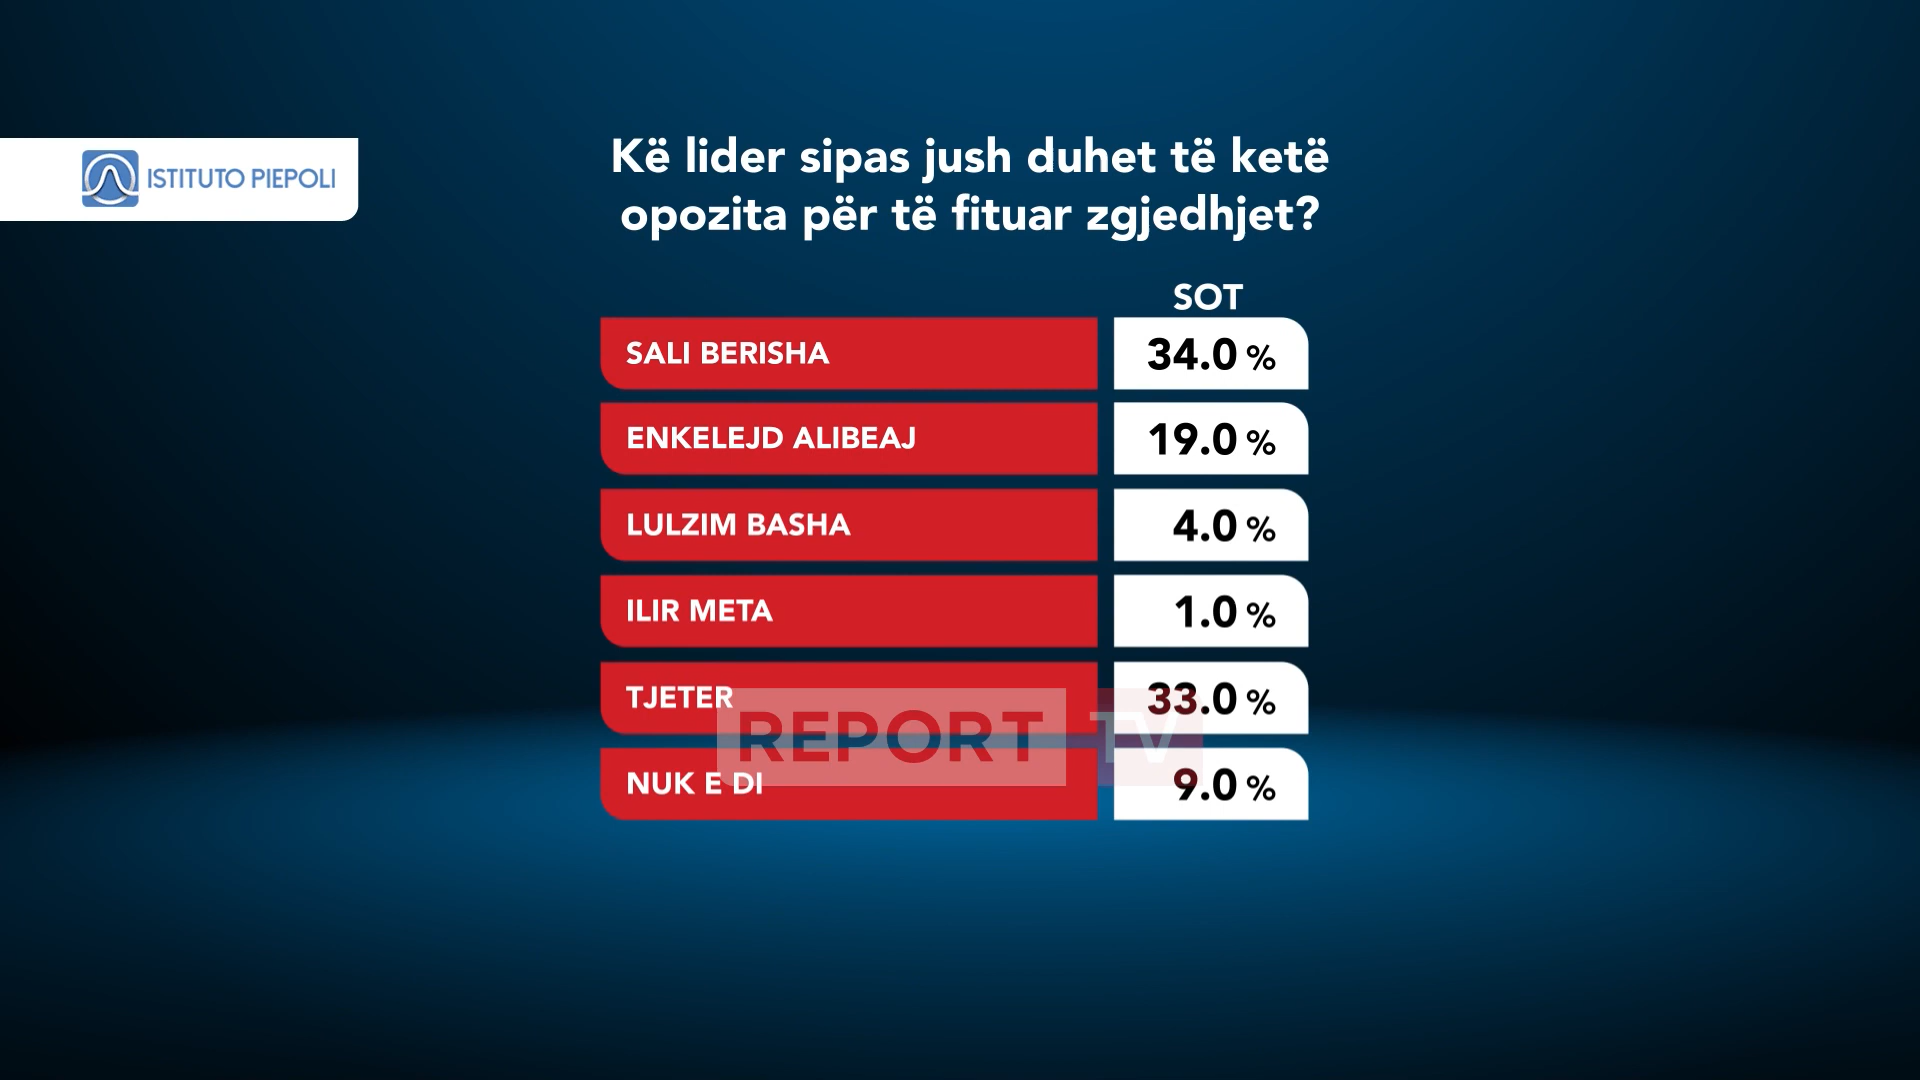 ISTITUTO PIEPOLI
Kë lider sipas jush duhet të ketë
opozita për të fituar zgjedhjet?
SOT
SALI BERISHA 34.0 %
ENKELEJD ALIBEAJ 19.0 %
LULZIM BASHA 4.0 %
ILIR META 1.0 %
TJETER 33.0 %
REPORT TV
NUK E DI 9.0 %